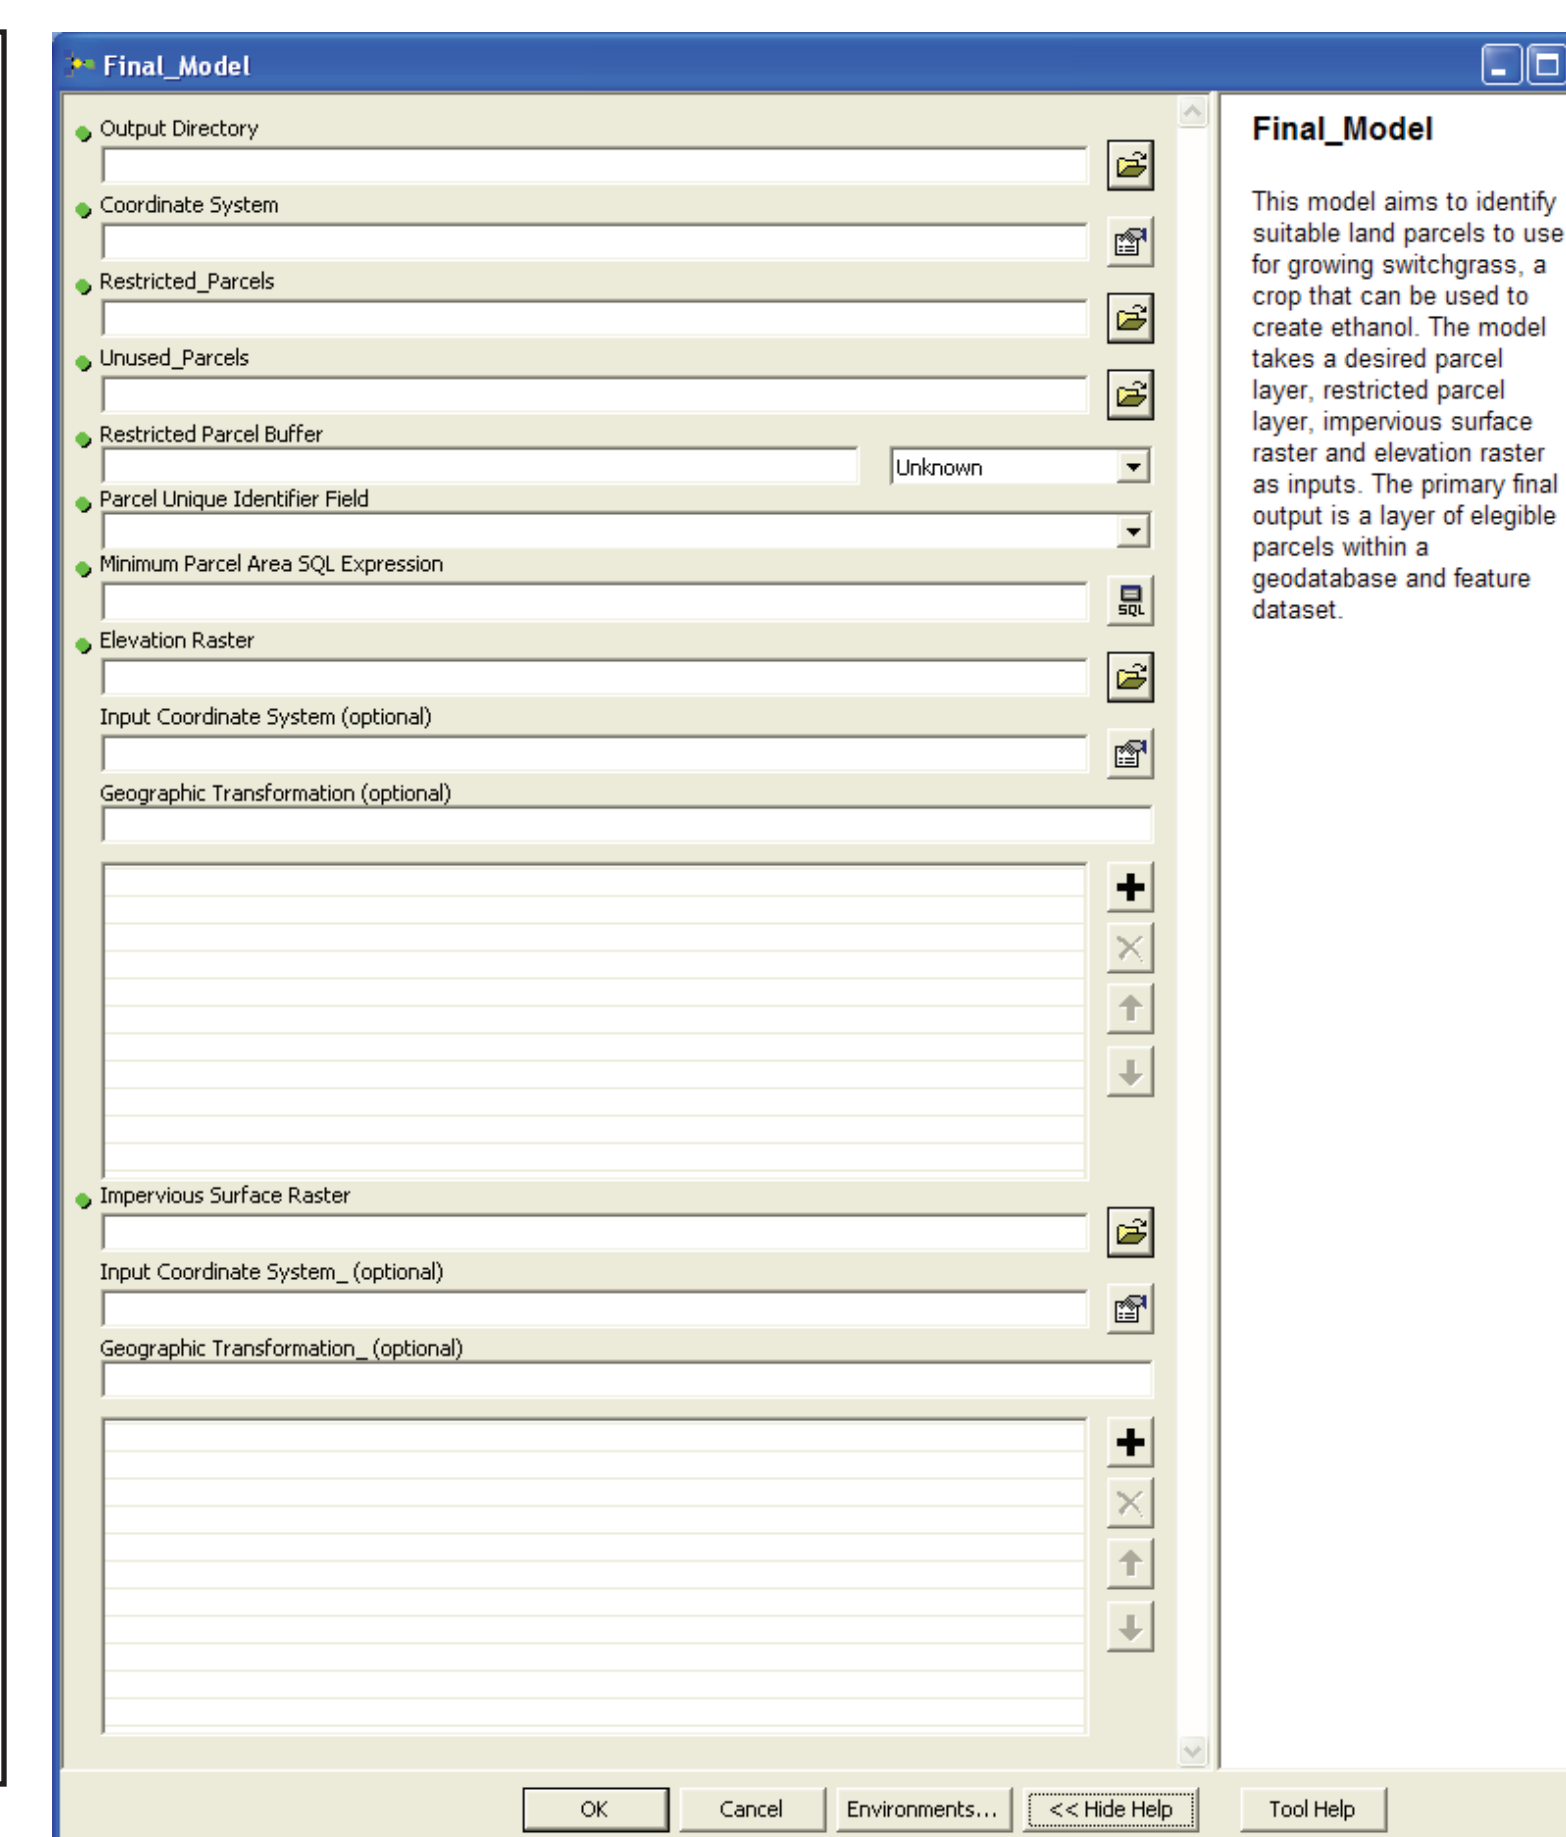 Final_Model
Output Directory
Coordinate System
Restricted_Parcels
Unused_Parcels
Restricted Parcel Buffer
Unknown
Parcel Unique Identifier Field
Minimum Parcel Area SQL Expression
SQL
Elevation Raster
Input Coordinate System (optional)
Geographic Transformation (optional)
Impervious Surface Raster
Input Coordinate System_ (optional)
Geographic Transformation_ (optional)
Final_Model
This model aims to identify
suitable land parcels to use
for growing switchgrass, a
crop that can be used to
create ethanol. The model
takes a desired parcel
layer, restricted parcel
layer, impervious surface
raster and elevation raster
as inputs. The primary final
output is a layer of elegible
parcels within a
geodatabase and feature
dataset.
OK
Cancel
Environments...
<< Hide Help
Tool Help